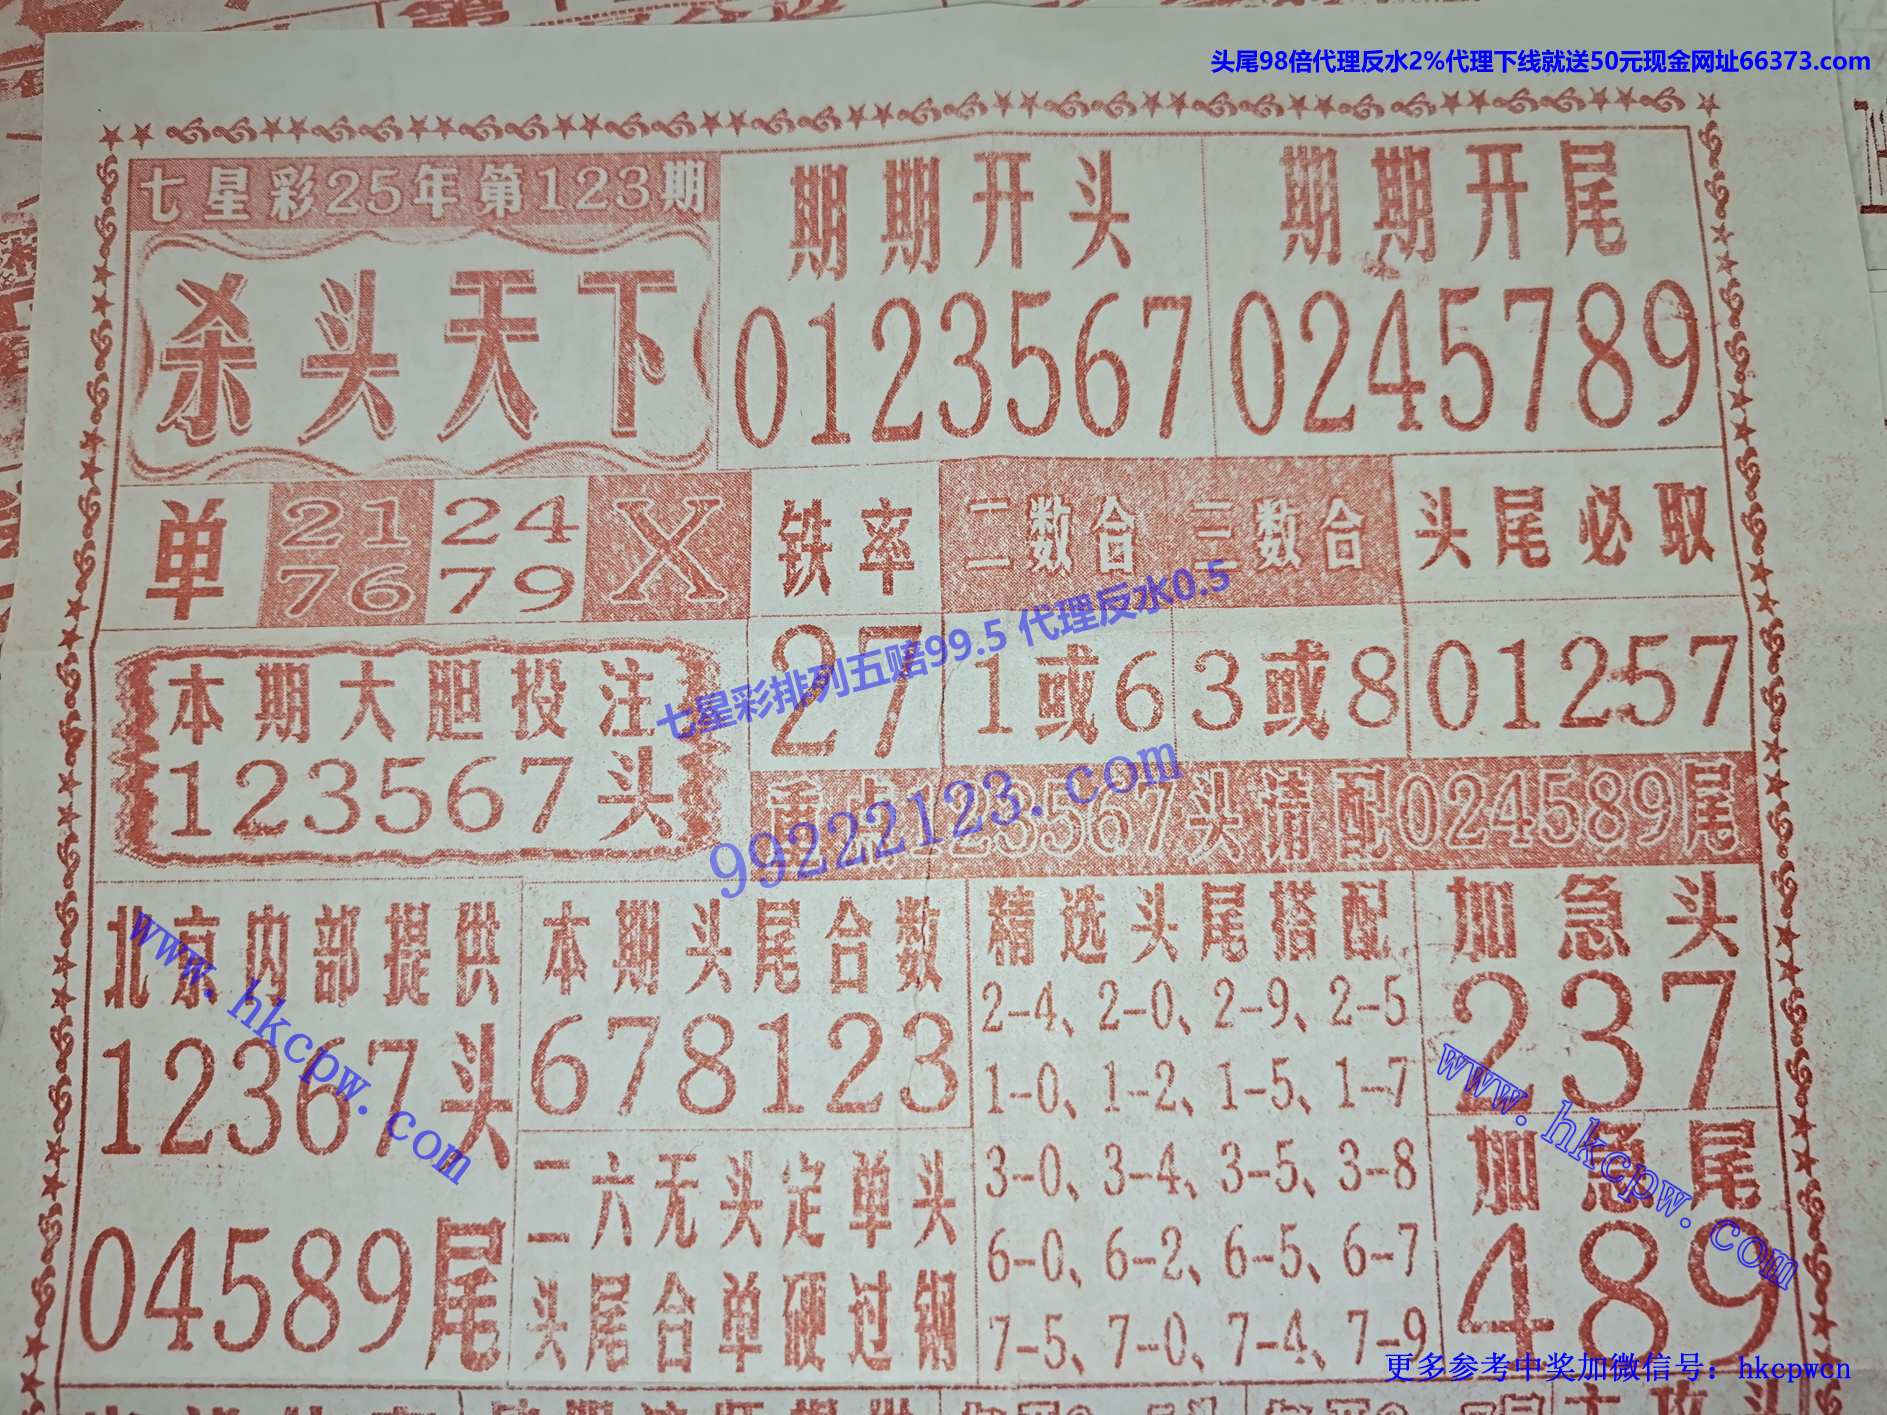 头尾98倍代理反水2%代理下线就送50元现金网址66373.com
七星彩25年第123期
杀头天下
期期开头
0123567
期期开尾
0245789
单
21 24
76 79
X
铁率
27
二数合
1或6
三数合
3或8
头尾必取
01257
本期大胆投注
123567头
重点123567头请配024589尾
七星彩排列五赔99.5 代理反水0.5
99222123.com
北京内部提供
12367头
04589尾
www.hkcpw.com
本期头尾合数
678123
二六无头定单头
头尾合单硬过钢
精选头尾搭配
2-4、2-0、2-9、2-5
1-0、1-2、1-5、1-7
3-0、3-4、3-5、3-8
6-0、6-2、6-5、6-7
7-5、7-0、7-4、7-9
加急头
237
加急尾
489
www.hkcpw.com
更多参考中奖加微信号：hkcpwcn